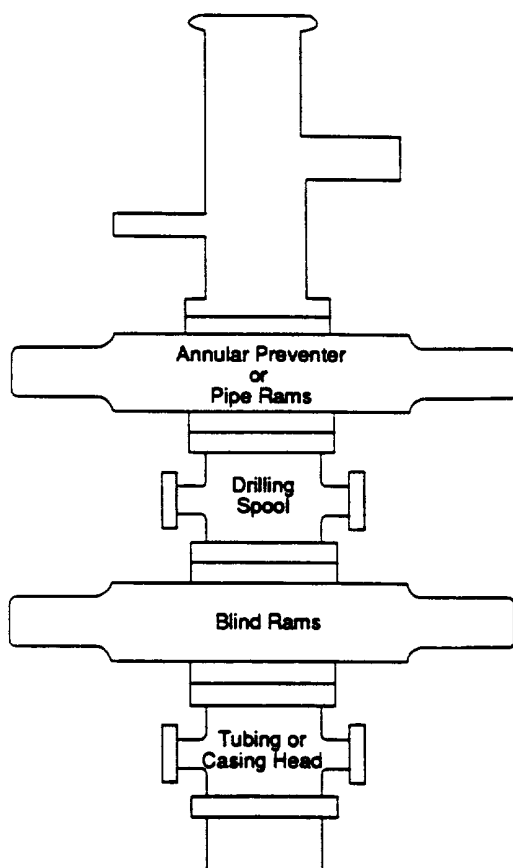 Annular Preventer
or
Pipe Rams
Drilling
Spool
Blind Rams
Tubing or
Casing Head